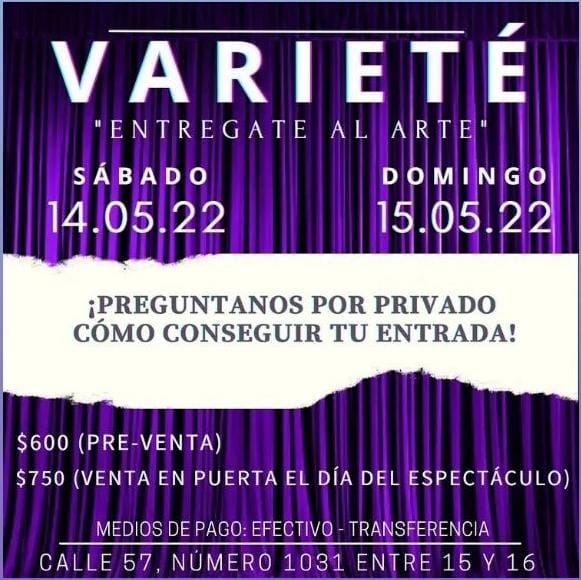 VARIETÉ
"ENTREGATE AL ARTE"
SÁBADO
14.05.22
DOMINGO
15.05.22
¡PREGUNTANOS POR PRIVADO
CÓMO CONSEGUIR TU ENTRADA!
$600 (PRE-VENTA)
$750 (VENTA EN PUERTA EL DÍA DEL ESPECTÁCULO)
MEDIOS DE PAGO: EFECTIVO - TRANSFERENCIA
CALLE 57, NÚMERO 1031 ENTRE 15 Y 16